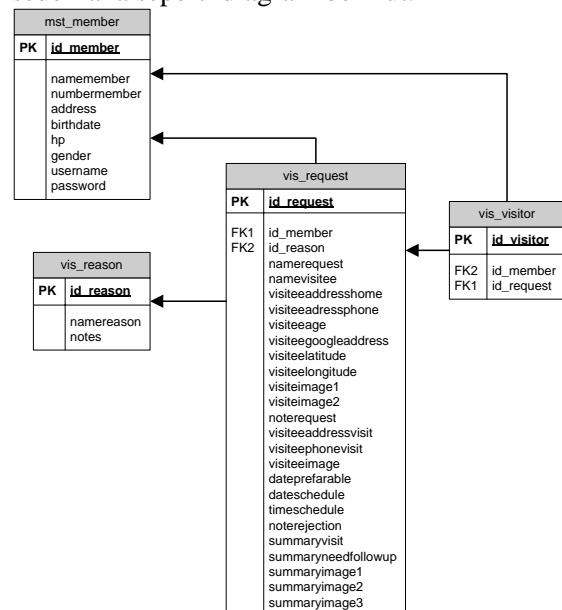 mst_member
PK id_member
namemember
numbermember
address
birthdate
hp
gender
username
password
vis_request
PK id_request
FK1 id_member
FK2 id_reason
namerequest
namevisitee
visiteeaddresshome
visiteeadressphone
visiteeage
visiteegoogleaddress
visiteelatitude
visiteelongitude
visiteimage1
visiteimage2
noterequest
visiteeaddressvisit
visiteephonevisit
visiteeimage
dateprefarable
dateschedule
timeschedule
noterejection
summaryvisit
summaryneedfollowup
summaryimage1
summaryimage2
summaryimage3
vis_visitor
PK id_visitor
FK2 id_member
FK1 id_request
vis_reason
PK id_reason
namereason
notes